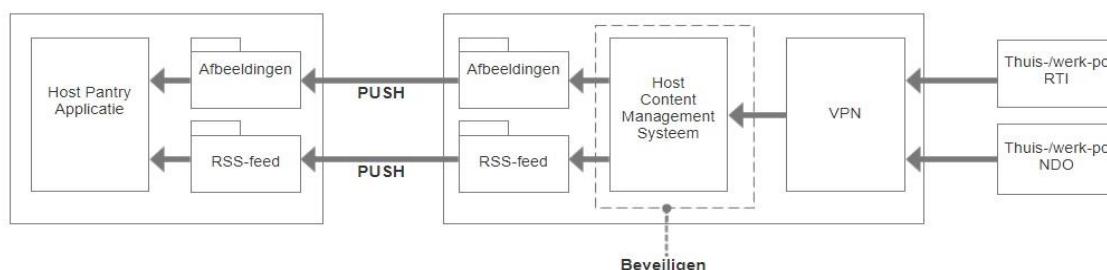 Host Pantry
Applicatie
Afbeeldingen
RSS-feed
PUSH
PUSH
Afbeeldingen
RSS-feed
Host
Content
Management
Systeem
VPN
Thuis-/werk-pc
RTI
Thuis-/werk-pc
NDO
Beveiligen